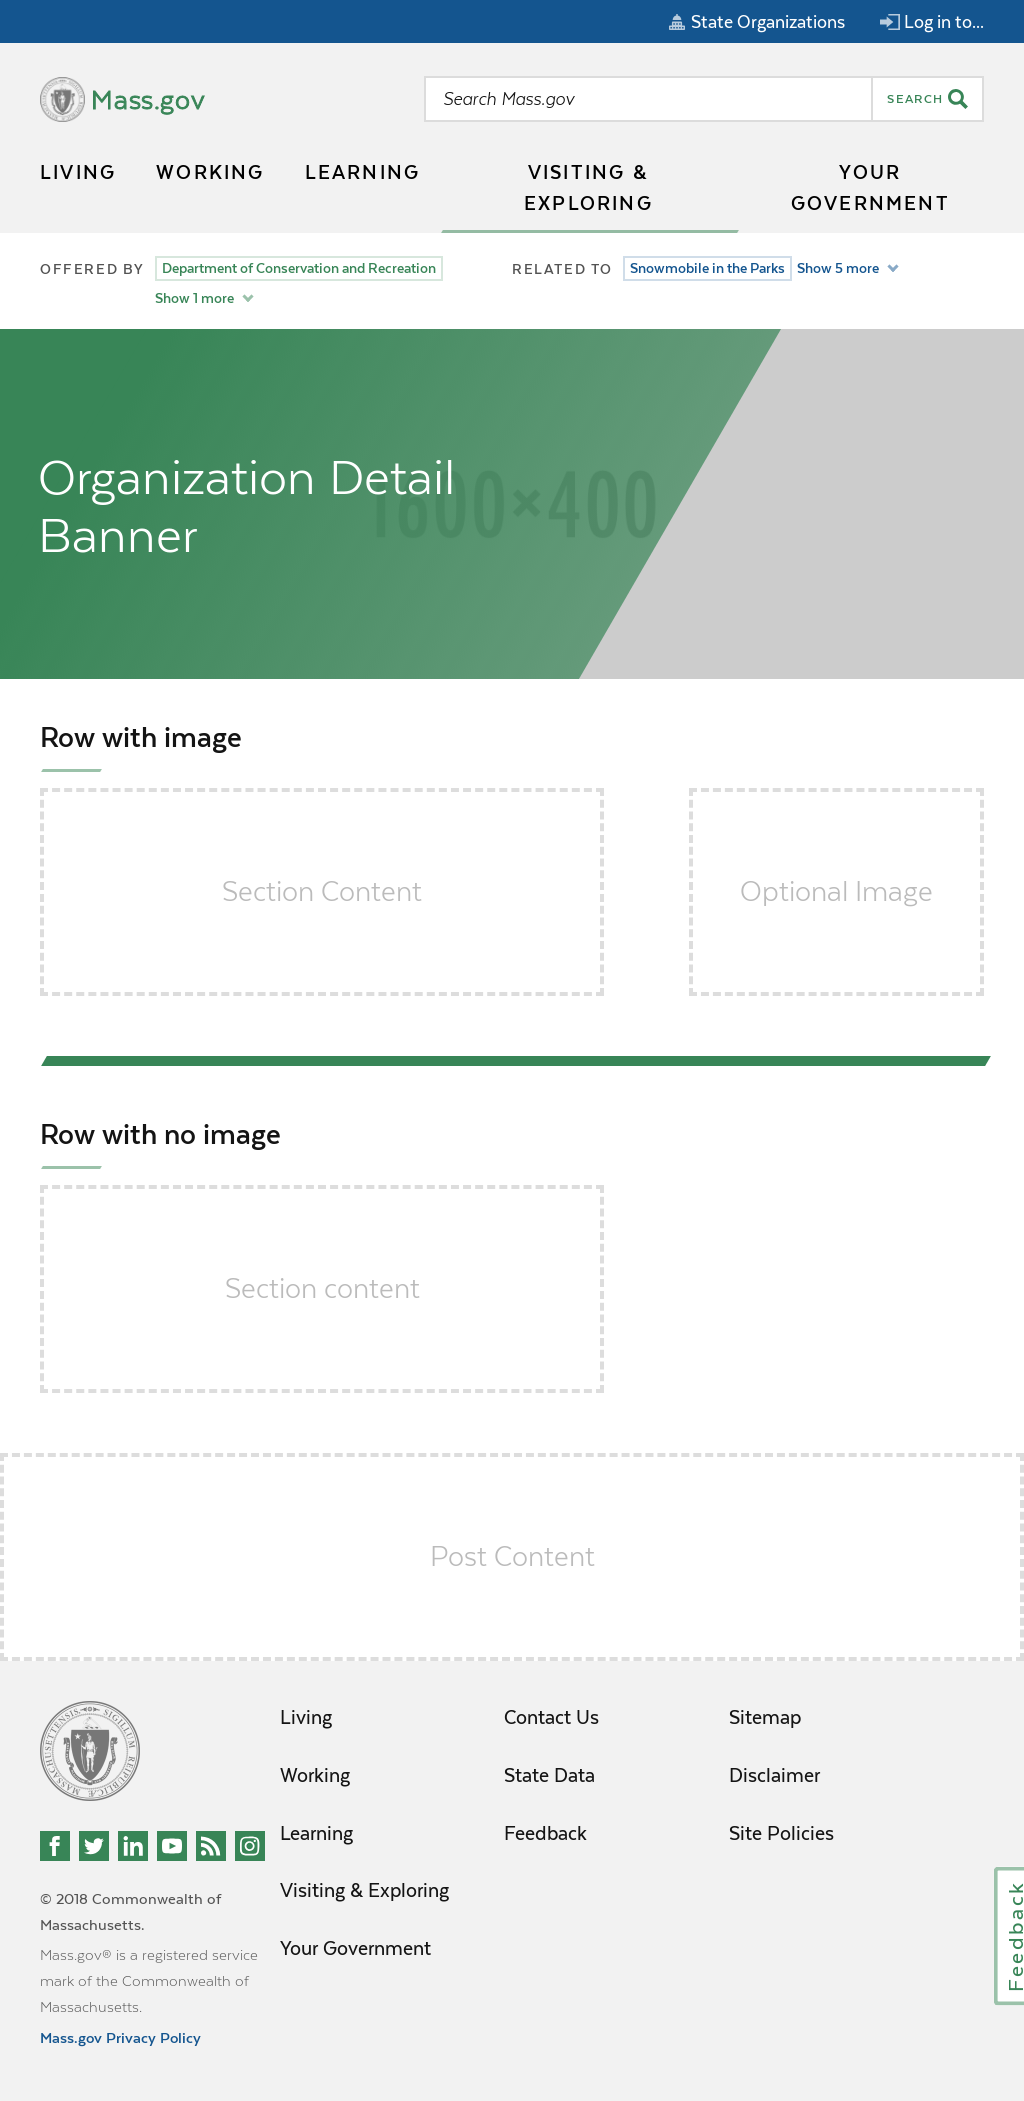 State Organizations
Log in to...
Mass.gov
Search Mass.gov
SEARCH
LIVING
WORKING
LEARNING
VISITING &
EXPLORING
YOUR
GOVERNMENT
OFFERED BY
Department of Conservation and Recreation
Show 1 more
RELATED TO
Snowmobile in the Parks
Show 5 more
1600×400
Organization Detail
Banner
Row with image
Section Content
Optional Image
Row with no image
Section content
Post Content
Living
Working
Learning
Visiting & Exploring
Your Government
Contact Us
State Data
Feedback
Sitemap
Disclaimer
Site Policies
© 2018 Commonwealth of
Massachusetts.
Mass.gov® is a registered service
mark of the Commonwealth of
Massachusetts.
Mass.gov Privacy Policy
Feedback